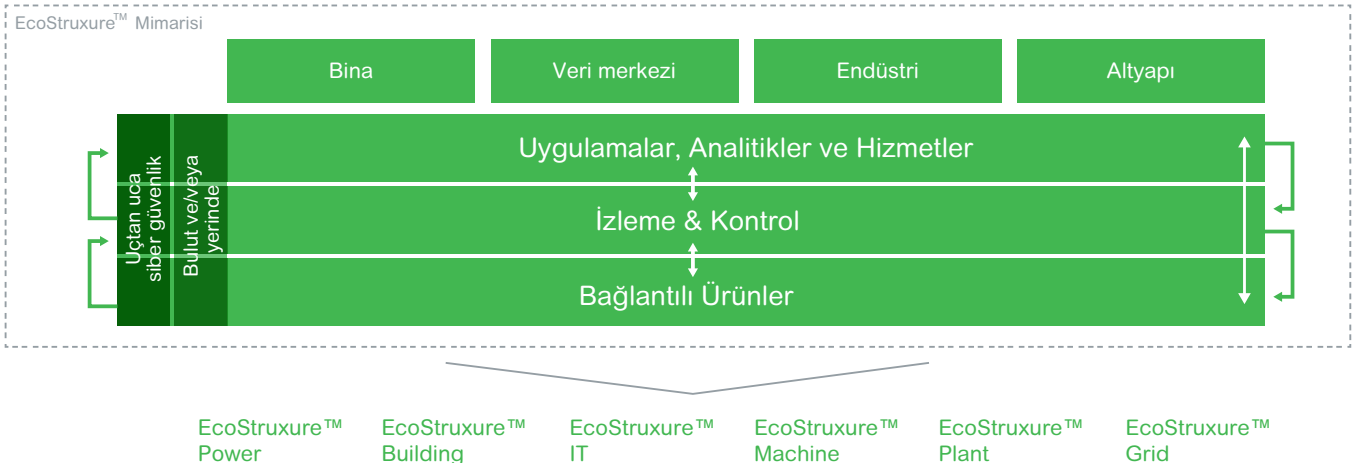 EcoStruxure™ Mimarisi
Bina
Veri merkezi
Endüstri
Altyapı
Uçtan uca
siber güvenlik
Bulut ve/veya
yerinde
Uygulamalar, Analitikler ve Hizmetler
İzleme & Kontrol
Bağlantılı Ürünler
EcoStruxure™
Power
EcoStruxure™
Building
EcoStruxure™
IT
EcoStruxure™
Machine
EcoStruxure™
Plant
EcoStruxure™
Grid